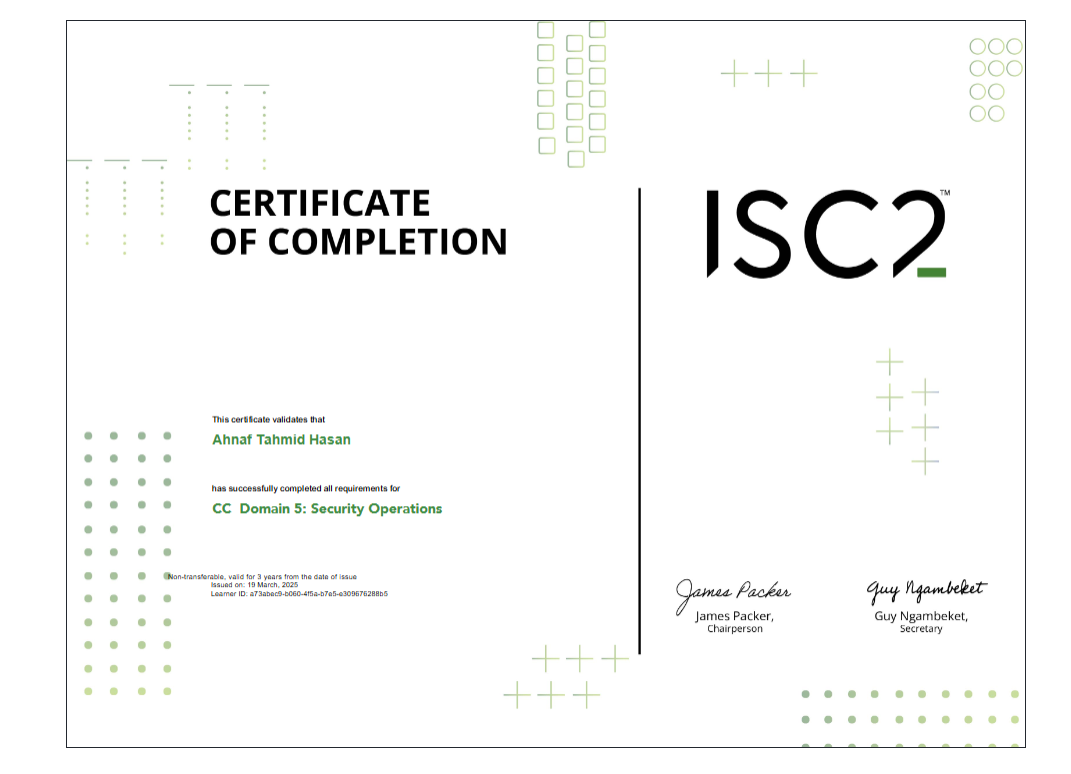 CERTIFICATE
OF COMPLETION
ISC2™
This certificate validates that
Ahnaf Tahmid Hasan
has successfully completed all requirements for
CC Domain 5: Security Operations
Non-transferable, valid for 3 years from the date of issue
Issued on: 19 March, 2025
Learner ID: a73abec9-b060-4f5a-b7e5-e309676288b5
James Packer
James Packer,
Chairperson
Guy Ngambeket
Guy Ngambeket,
Secretary